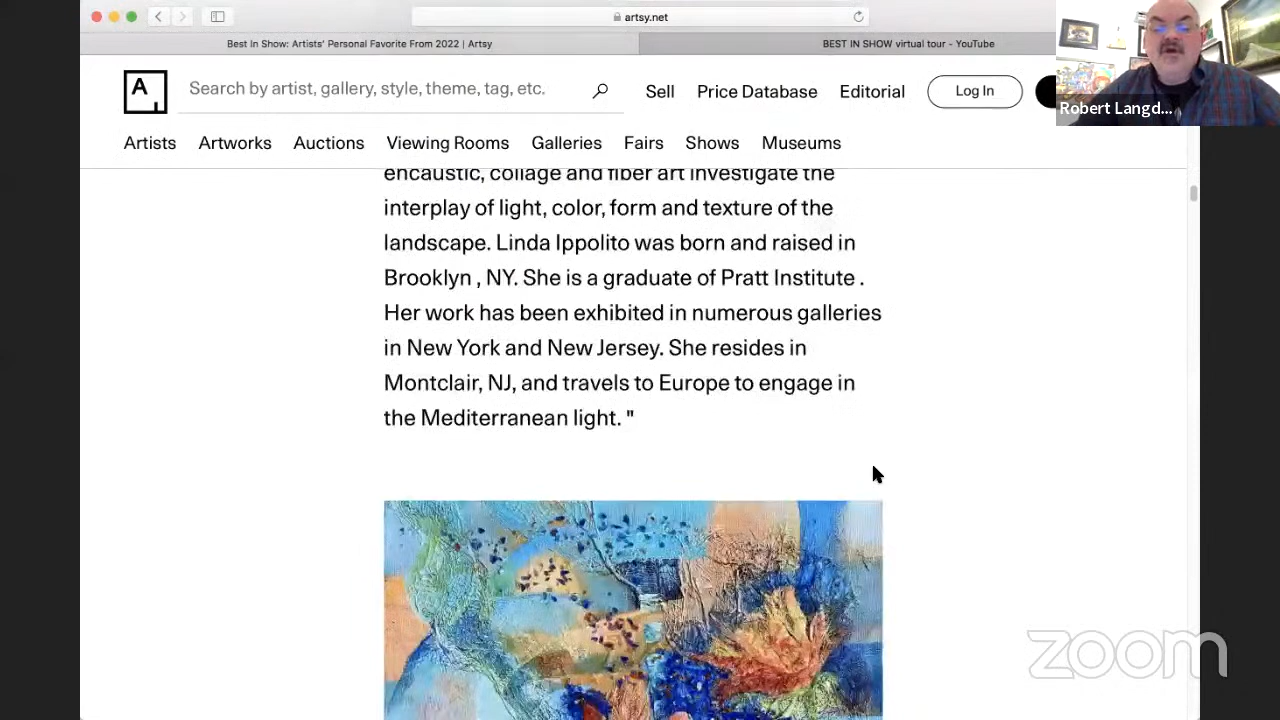 artsy.net
Best In Show: Artists' Personal Favorite From 2022 | Artsy
BEST IN SHOW virtual tour - YouTube
A
Search by artist, gallery, style, theme, tag, etc.
Sell
Price Database
Editorial
Log In
Robert Langd...
Artists
Artworks
Auctions
Viewing Rooms
Galleries
Fairs
Shows
Museums
encaustic, collage and fiber art investigate the
interplay of light, color, form and texture of the
landscape. Linda Ippolito was born and raised in
Brooklyn , NY. She is a graduate of Pratt Institute .
Her work has been exhibited in numerous galleries
in New York and New Jersey. She resides in
Montclair, NJ, and travels to Europe to engage in
the Mediterranean light. "
zoom